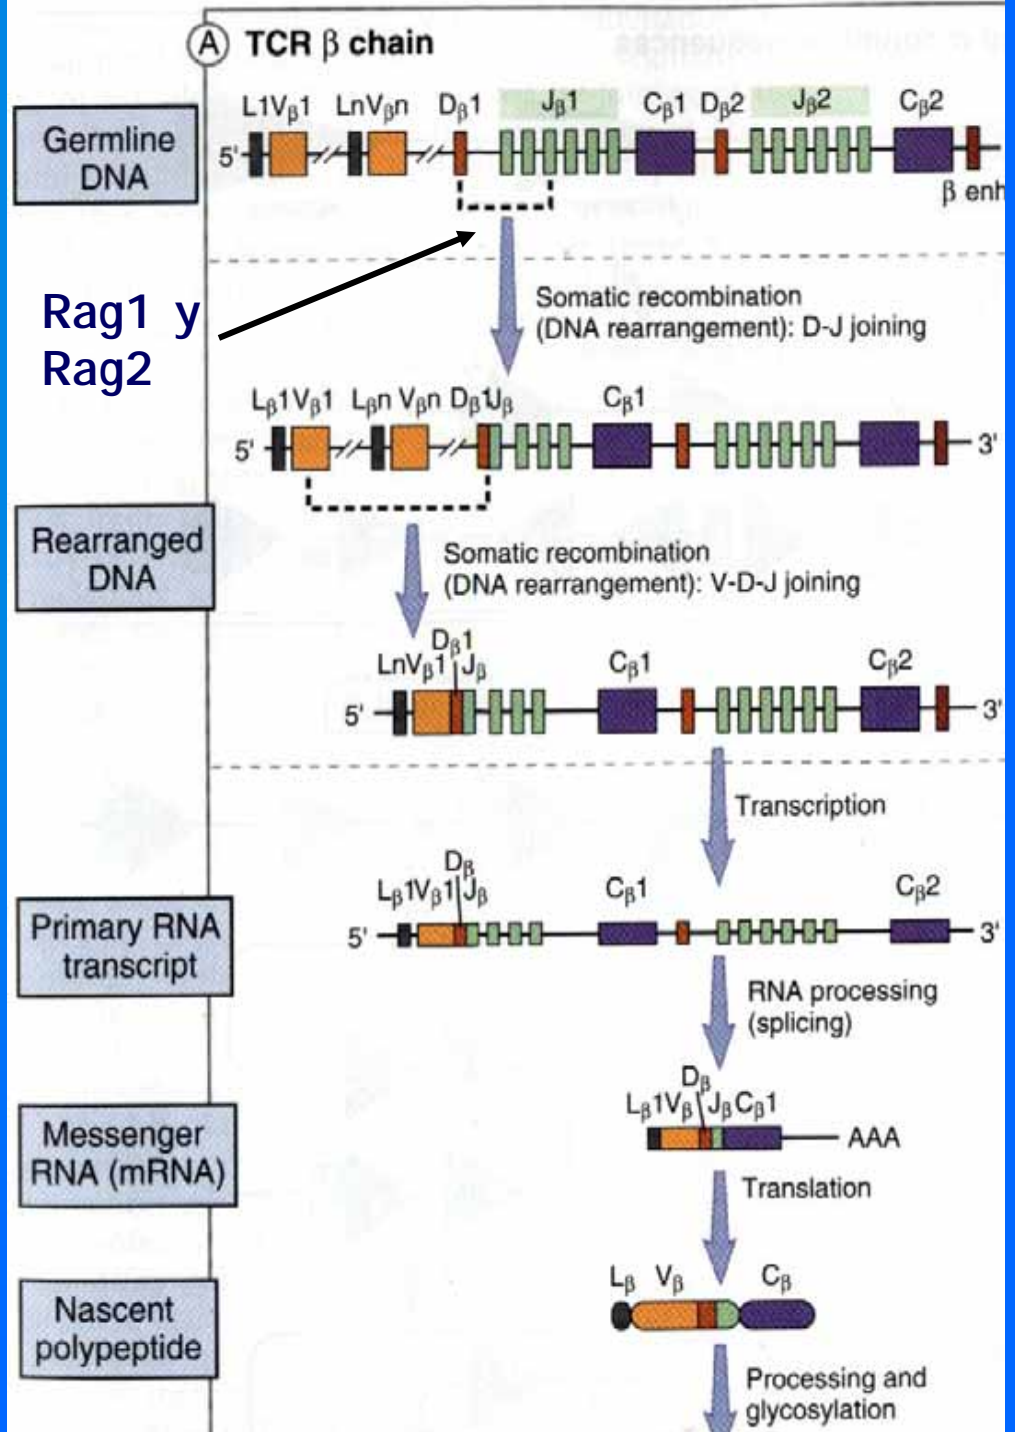 A TCR β chain
L1Vβ1 LnVβn Dβ1 Jβ1 Cβ1 Dβ2 Jβ2 Cβ2
Germline
DNA
5'
β enh
Rag1 y
Rag2
Somatic recombination
(DNA rearrangement): D-J joining
Lβ1Vβ1 Lβn Vβn Dβ1Jβ Cβ1
5' 3'
Rearranged
DNA
Somatic recombination
(DNA rearrangement): V-D-J joining
Dβ1
LnVβ1 Jβ Cβ1 Cβ2
5' 3'
Transcription
Dβ
Lβ1Vβ1 Jβ Cβ1 Cβ2
Primary RNA
transcript
5' 3'
RNA processing
(splicing)
Dβ
Lβ1Vβ JβCβ1
Messenger
RNA (mRNA)
AAA
Translation
Lβ Vβ Cβ
Nascent
polypeptide
Processing and
glycosylation